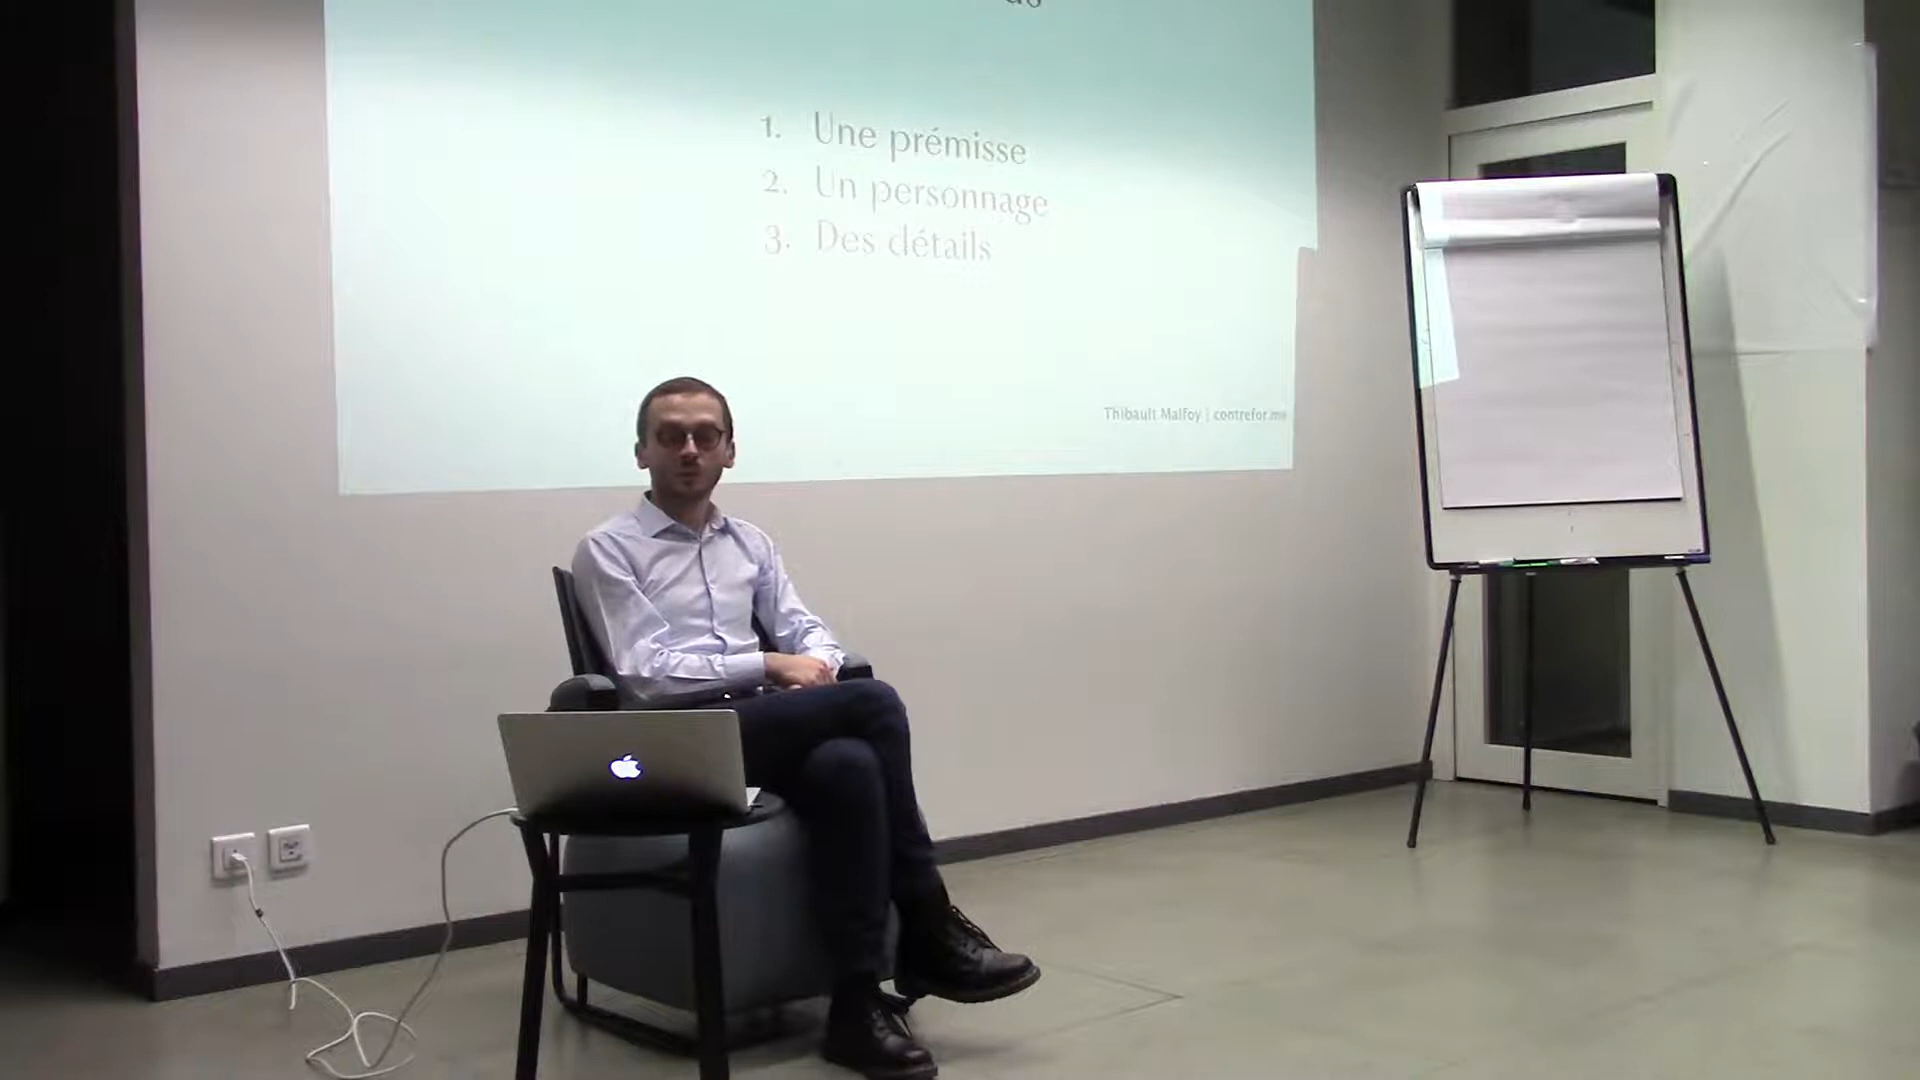 1. Une prémisse
2. Un personnage
3. Des détails
Thibault Malfoy | contrefor.me